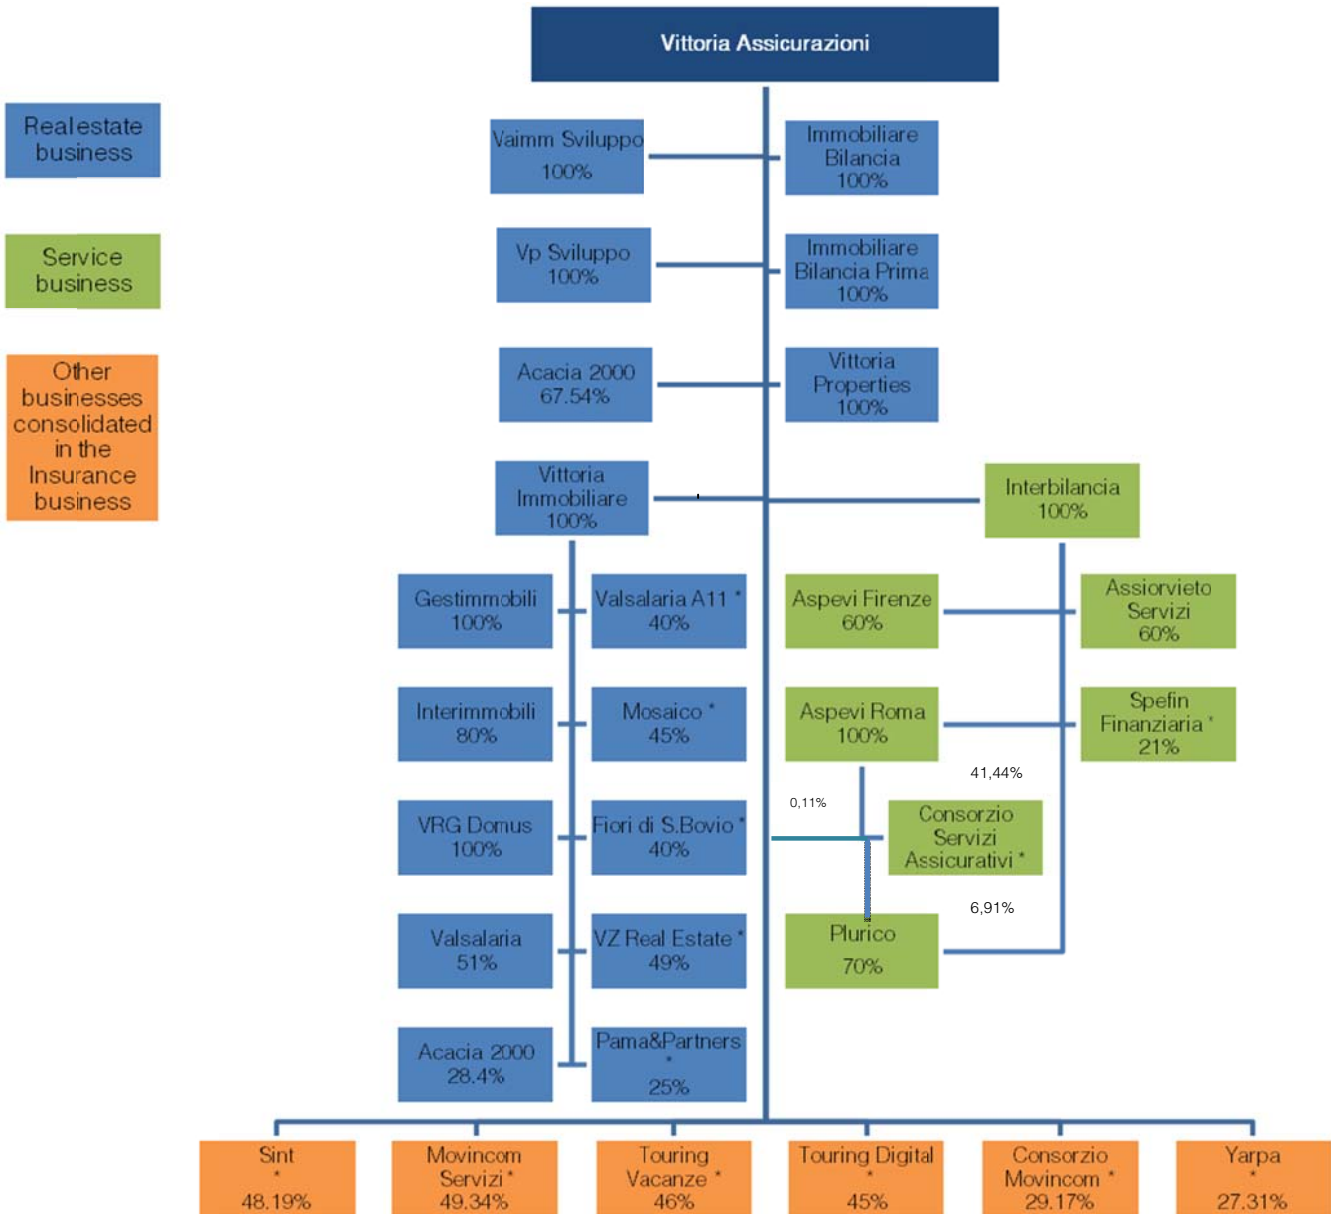 Vittoria Assicurazioni
Real estate
business
Service
business
Other
businesses
consolidated
in the
Insurance
business
Vaimm Sviluppo
100%
Immobiliare
Bilancia
100%
Vp Sviluppo
100%
Immobiliare
Bilancia Prima
100%
Acacia 2000
67.54%
Vittoria
Properties
100%
Vittoria
Immobiliare
100%
Interbilancia
100%
Gestimmobili
100%
Valsalaria A11 *
40%
Aspevi Firenze
60%
Assiorvieto
Servizi
60%
Interimmobili
80%
Mosaico *
45%
Aspevi Roma
100%
Spefin
Finanziaria *
21%
41,44%
0,11%
VRG Domus
100%
Fiori di S.Bovio *
40%
Consorzio
Servizi
Assicurativi *
6,91%
Valsalaria
51%
VZ Real Estate *
49%
Plurico
70%
Acacia 2000
28.4%
Pama&Partners
*
25%
Sint
*
48.19%
Movincom
Servizi *
49.34%
Touring
Vacanze *
46%
Touring Digital
*
45%
Consorzio
Movincom *
29.17%
Yarpa
*
27.31%